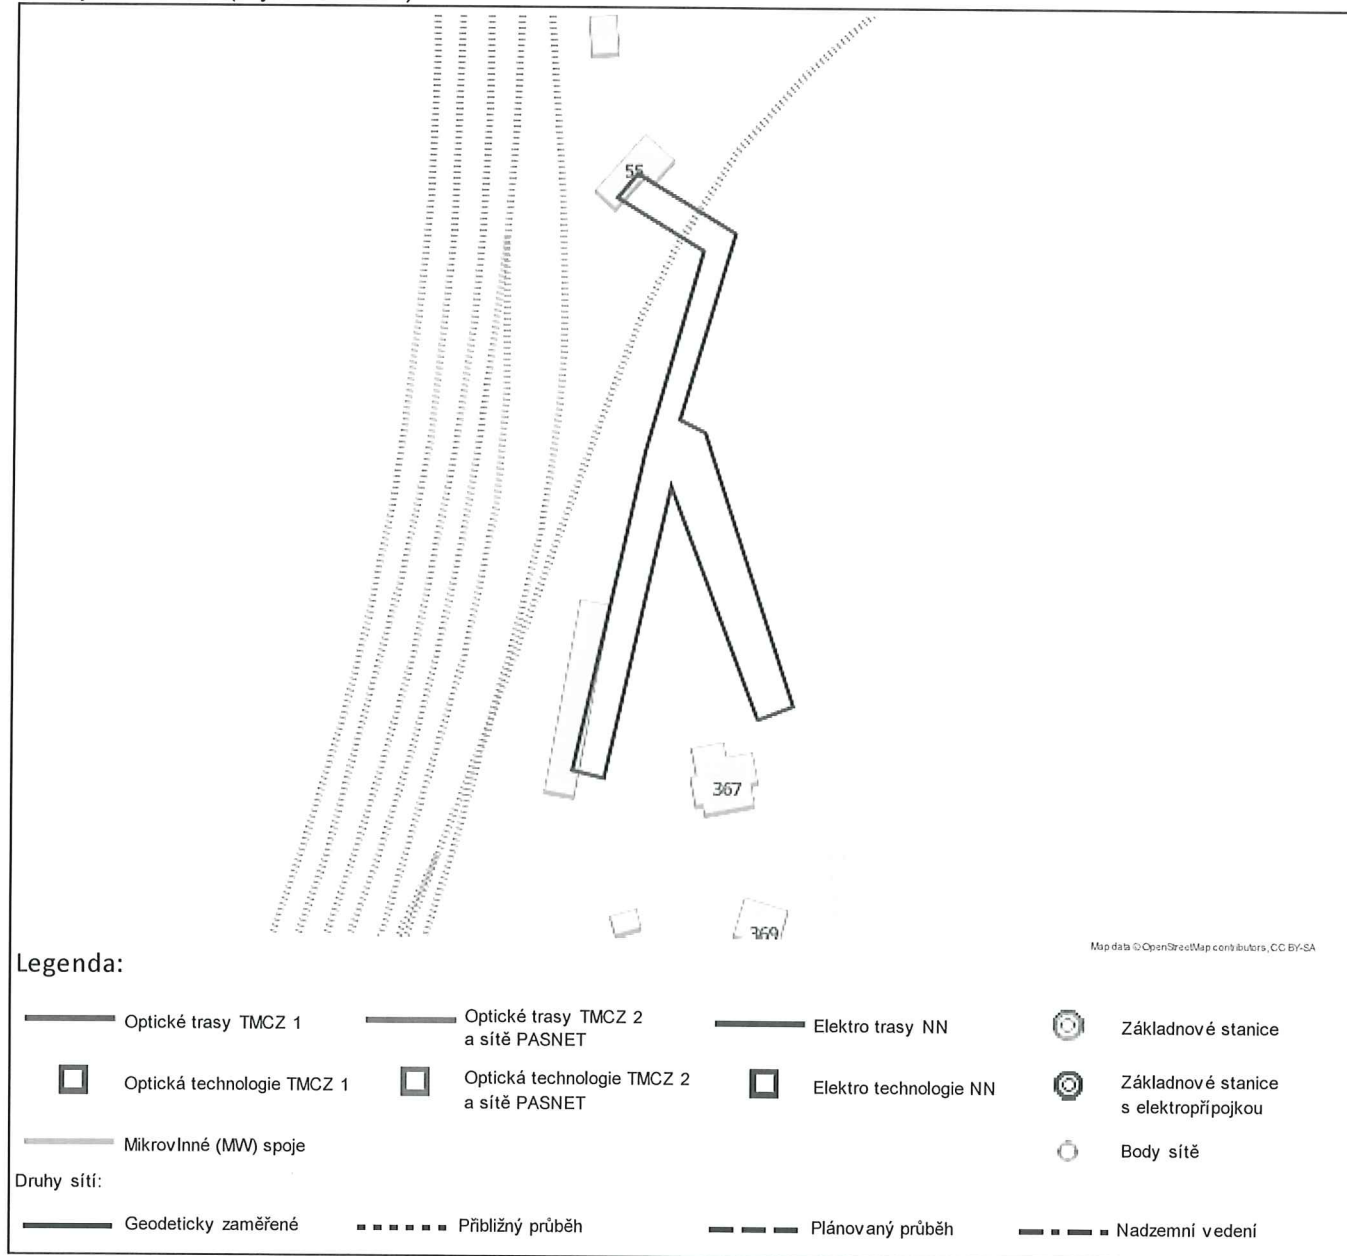 55
367
369
Map data © OpenStreetMap contributors, CC BY-SA
Legenda:
Optické trasy TMCZ 1
Optické trasy TMCZ 2
a sítě PASNET
Elektro trasy NN
Základnové stanice
Optická technologie TMCZ 1
Optická technologie TMCZ 2
a sítě PASNET
Elektro technologie NN
Základnové stanice
s elektropřípojkou
Mikrovlnné (MW) spoje
Body sítě
Druhy sítí:
Geodeticky zaměřené
Přibližný průběh
Plánovaný průběh
Nadzemní vedení